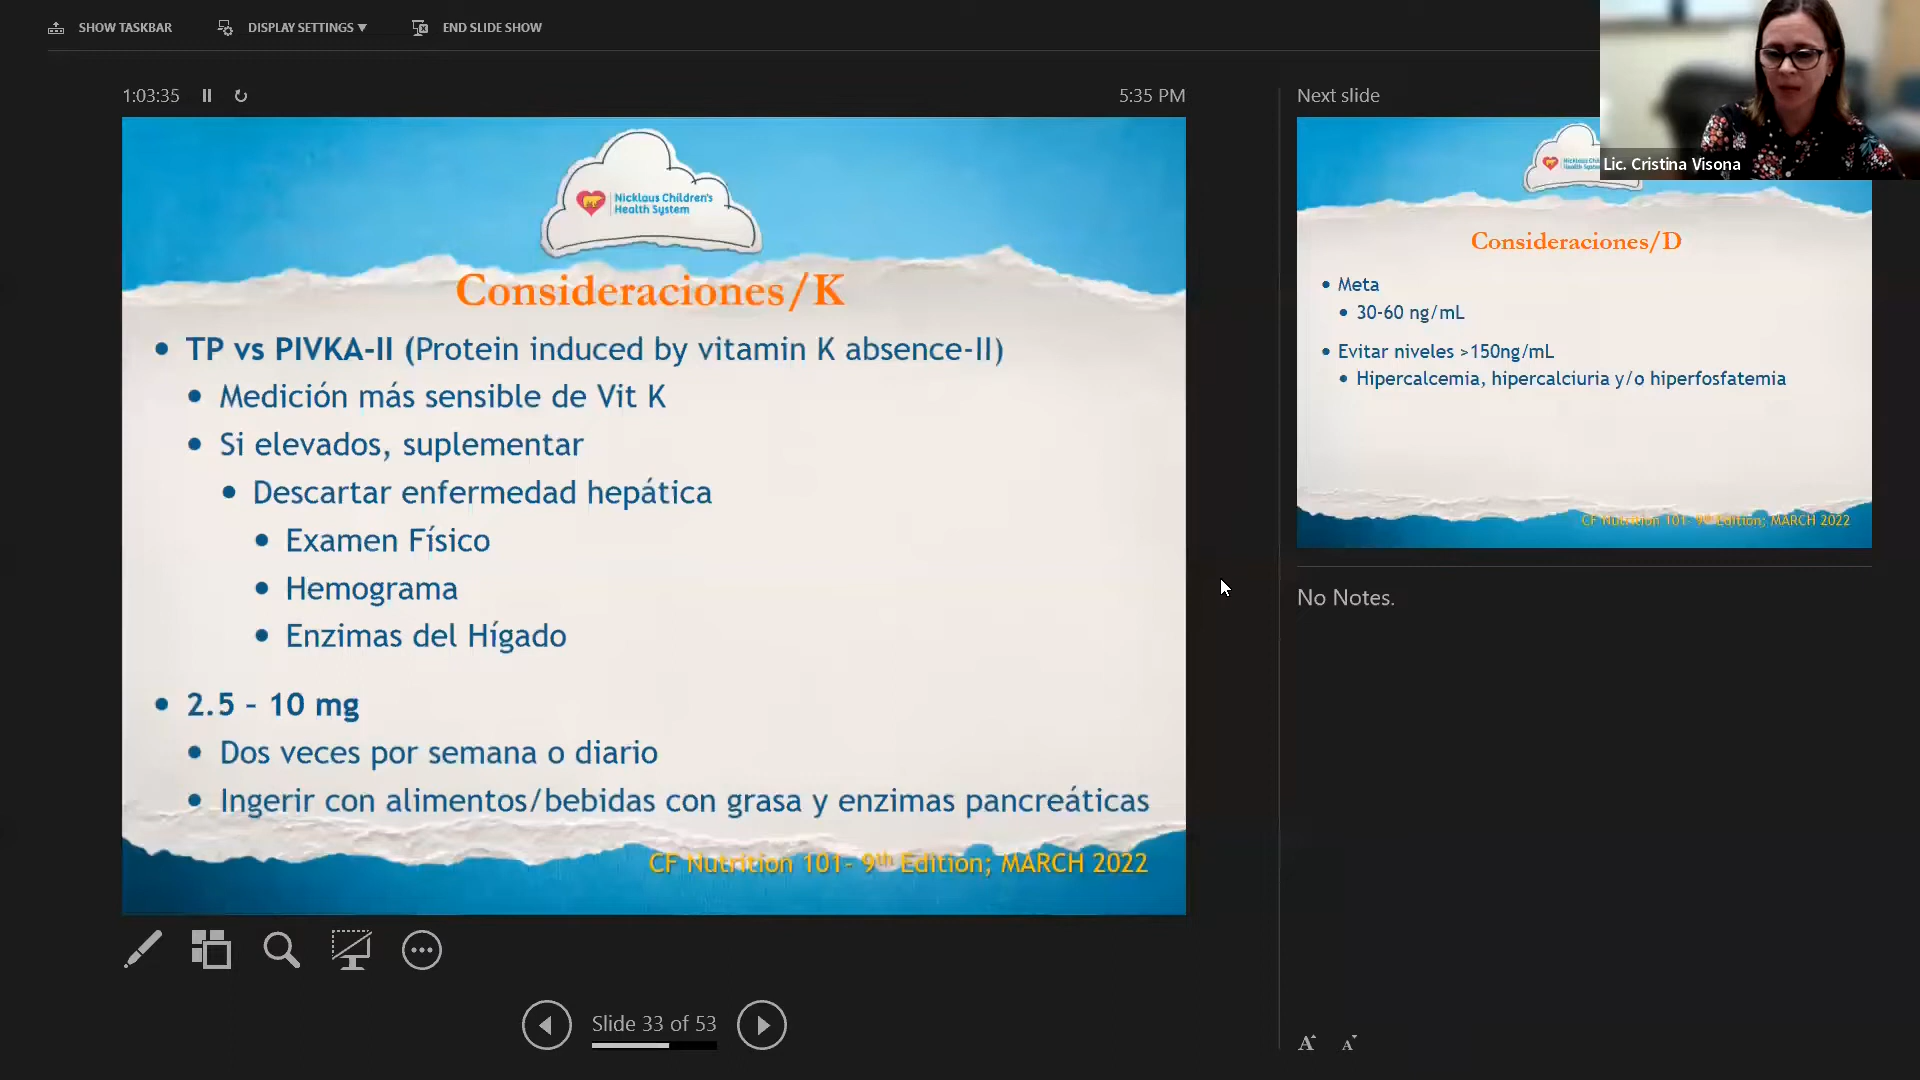 SHOW TASKBAR
DISPLAY SETTINGS ▼
END SLIDE SHOW
1:03:35
5:35 PM
Nicklaus Children's
Health System
Consideraciones/K
• TP vs PIVKA-II (Protein induced by vitamin K absence-II)
• Medición más sensible de Vit K
• Si elevados, suplementar
• Descartar enfermedad hepática
• Examen Físico
• Hemograma
• Enzimas del Hígado
• 2.5 – 10 mg
• Dos veces por semana o diario
• Ingerir con alimentos/bebidas con grasa y enzimas pancreáticas
CF Nutrition 101- 9th Edition; MARCH 2022
Slide 33 of 53
Next slide
Lic. Cristina Visona
Consideraciones/D
• Meta
• 30-60 ng/mL
• Evitar niveles >150ng/mL
• Hipercalcemia, hipercalciuria y/o hiperfosfatemia
CF Nutrition 101- 9th Edition; MARCH 2022
No Notes.
A A